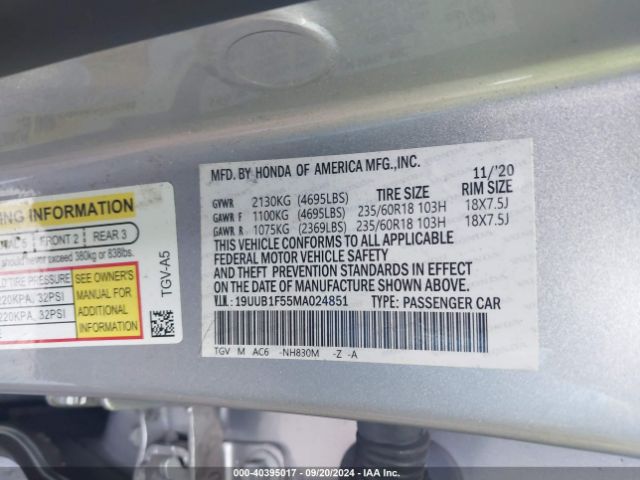 MFD. BY HONDA OF AMERICA MFG.,INC. 11/'20
GVWR 2130KG (4695LBS) TIRE SIZE RIM SIZE
GAWR F 1100KG (4695LBS) 235/60R18 103H 18X7.5J
GAWR R 1075KG (2369LBS) 235/60R18 103H 18X7.5J
THIS VEHICLE CONFORMS TO ALL APPLICABLE
FEDERAL MOTOR VEHICLE SAFETY
AND THEFT PREVENTION STANDARDS IN EFFECT
ON THE DATE OF MANUFACTURE SHOWN ABOVE.
V.I.N.: 19UUB1F55MA024851 TYPE: PASSENGER CAR
TGV M AC6 -NH830M -Z -A
INFORMATION
FRONT 2 REAR 3
should never exceed 380kg or 838lbs.
TIRE PRESSURE
220KPA, 32PSI
220KPA, 32PSI
SEE OWNER'S
MANUAL FOR
ADDITIONAL
INFORMATION
TGV-A5
000-40395017 - 09/20/2024 - IAA Inc.